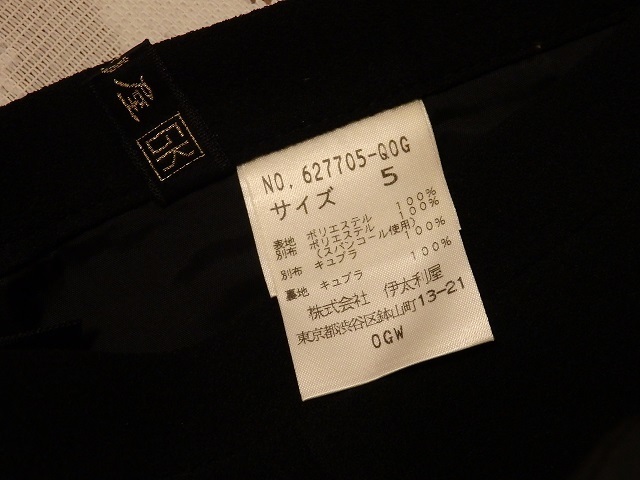 屋
GK
NO. 627705-QOG
サイズ 5
表地 ポリエステル 100%
別布 ポリエステル 100%
(スパンコール使用)
別布 キュプラ 100%
裏地 キュプラ 100%
株式会社 伊太利屋
東京都渋谷区鉢山町13-21
OGW